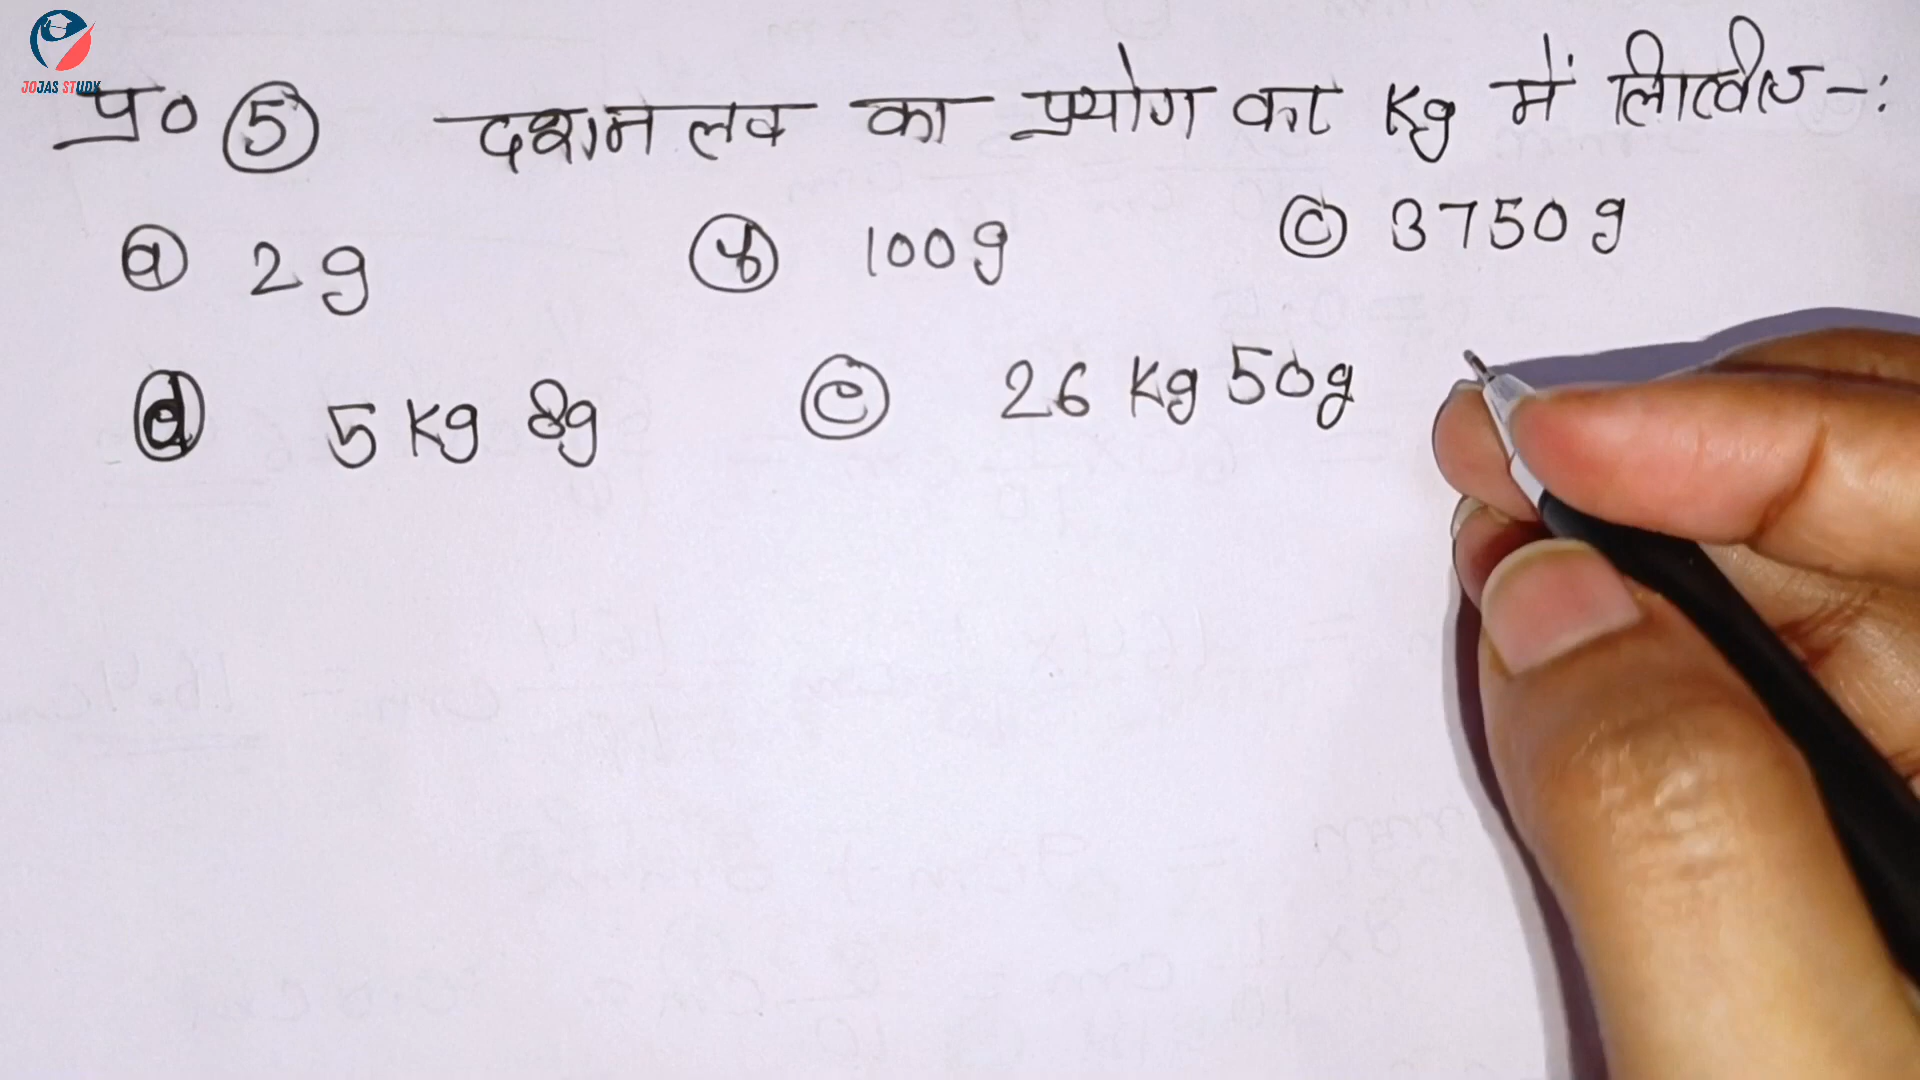 JOJAS STUDY
प्र० ⑤ दशमलव का प्रयोग कर Kg में लिखिए -:
ⓐ 2g ⓑ 100g ⓒ 3750g
ⓓ 5 Kg 8g ⓔ 26 Kg 50g